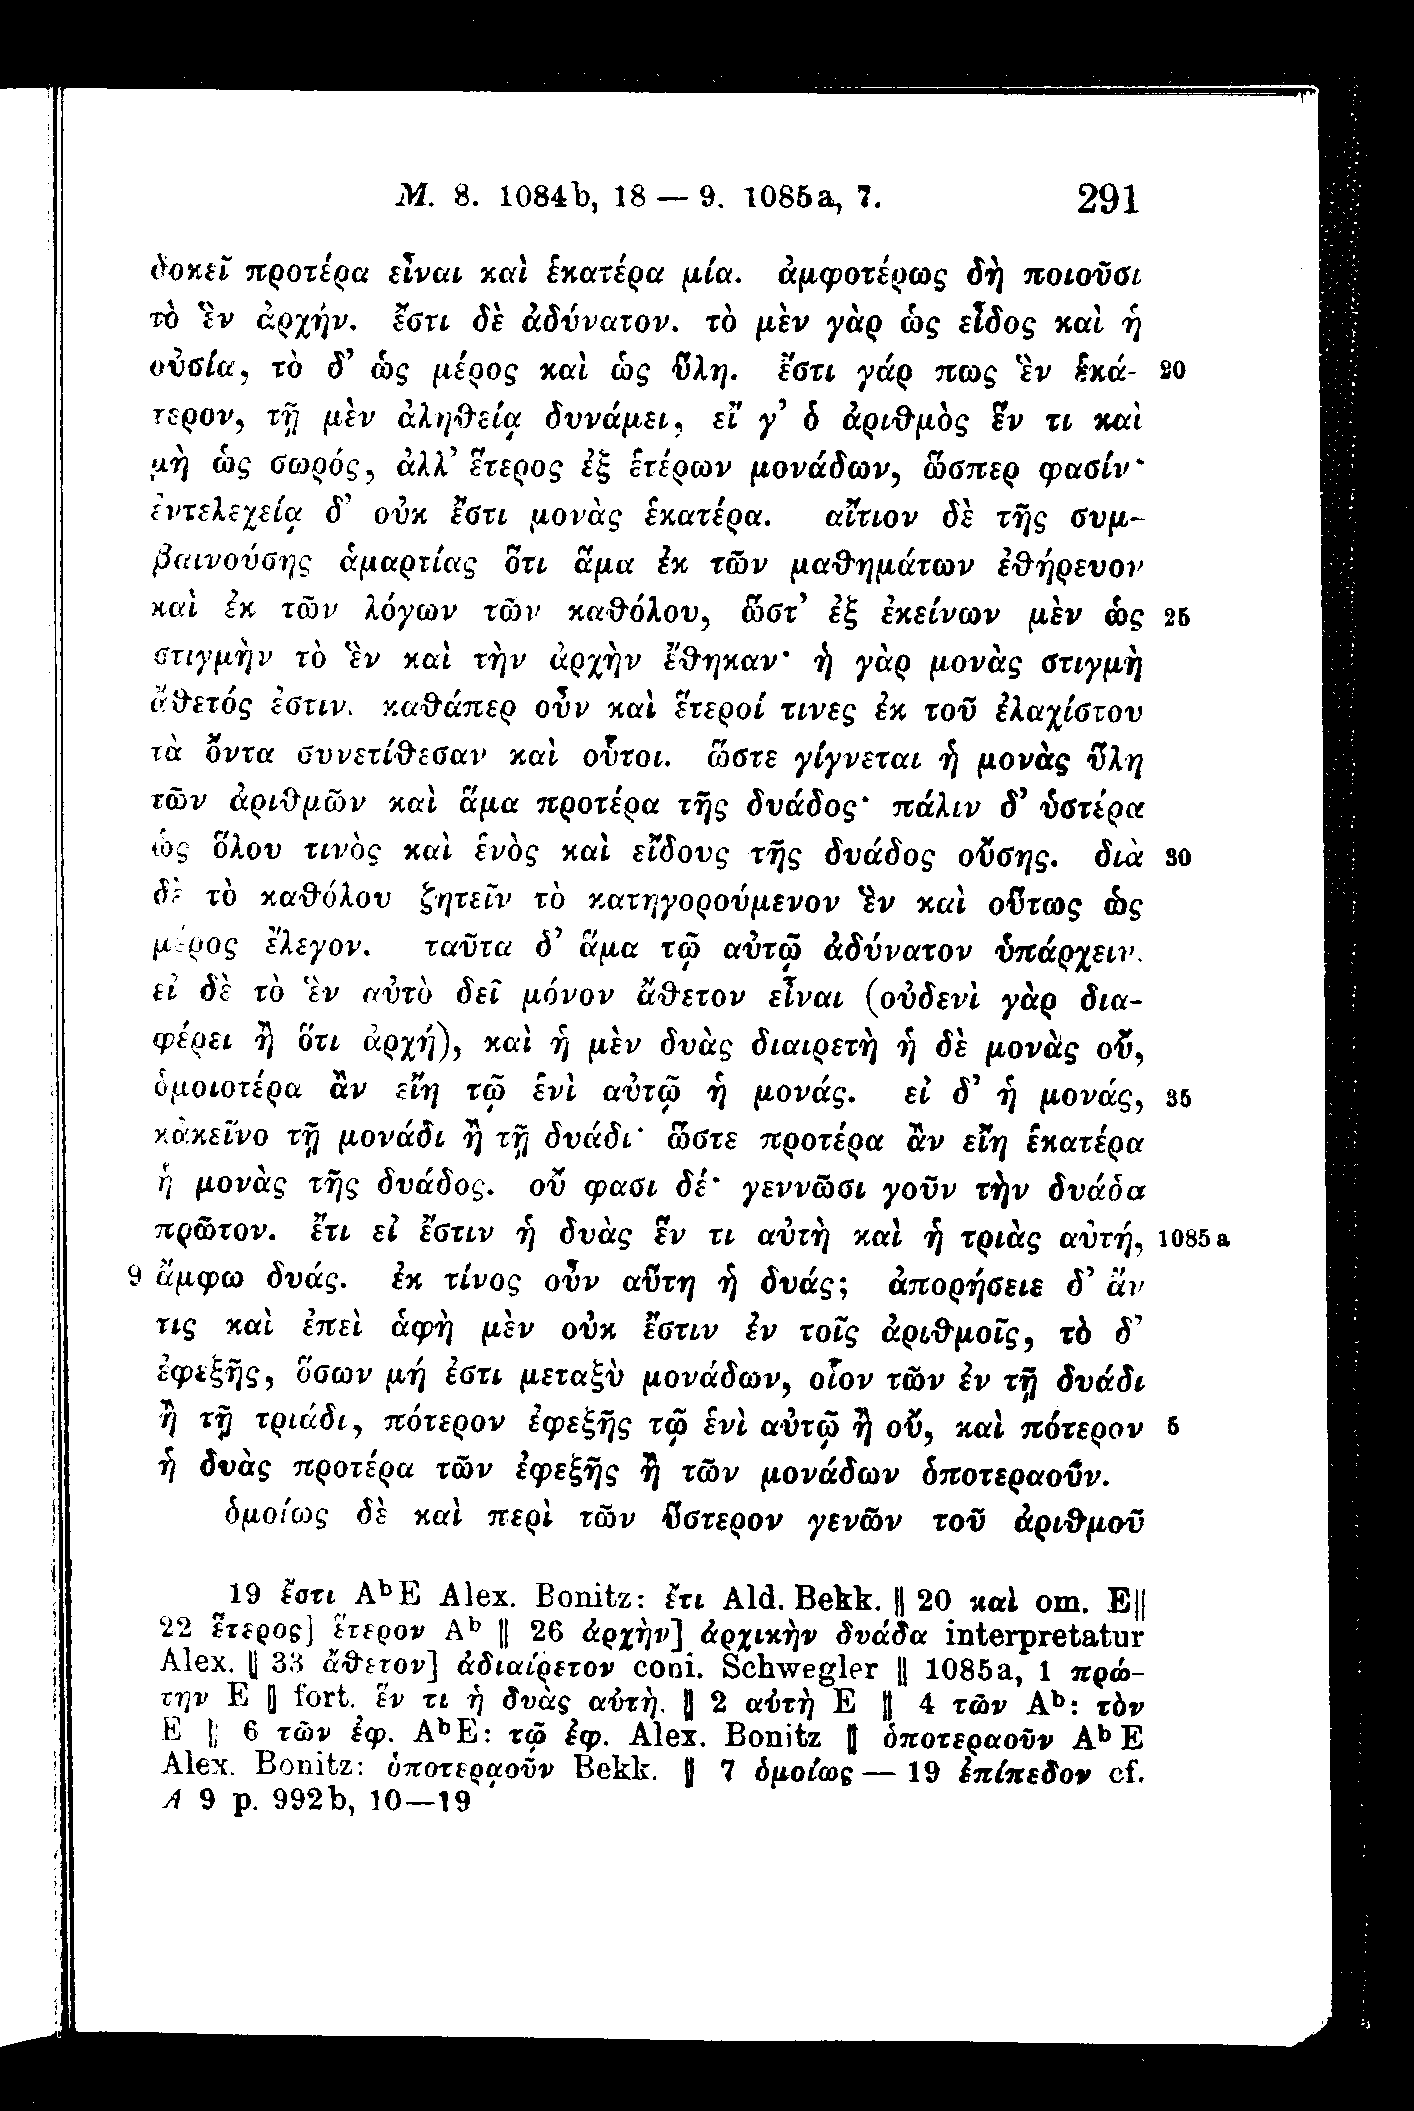 M. 8. 1084b, 18 — 9. 1085a, 7. 291
δοκεῖ προτέρα εἶναι καὶ ἑκατέρα μία. ἀμφοτέρως δὴ ποιοῦσι
τὸ ἓν ἀρχήν. ἔστι δὲ ἀδύνατον. τὸ μὲν γὰρ ὡς εἶδος καὶ ἡ
οὐσία, τὸ δ' ὡς μέρος καὶ ὡς ὕλη. ἔστι γάρ πως ἓν ἑκά- 20
τερον, τῇ μὲν ἀληθείᾳ δυνάμει, εἴ γ' ὁ ἀριθμὸς ἕν τι καὶ
μὴ ὡς σωρός, ἀλλ' ἕτερος ἐξ ἑτέρων μονάδων, ὥσπερ φασίν·
ἐντελεχείᾳ δ' οὐκ ἔστι μονὰς ἑκατέρα. αἴτιον δὲ τῆς συμ-
βαινούσης ἁμαρτίας ὅτι ἅμα ἐκ τῶν μαθημάτων ἐθήρευον
καὶ ἐκ τῶν λόγων τῶν καθόλου, ὥστ' ἐξ ἐκείνων μὲν ὡς 25
στιγμὴν τὸ ἓν καὶ τὴν ἀρχὴν ἔθηκαν· ἡ γὰρ μονὰς στιγμὴ
ἄθετός ἐστιν. καθάπερ οὖν καὶ ἕτεροί τινες ἐκ τοῦ ἐλαχίστου
τὰ ὄντα συνετίθεσαν καὶ οὗτοι. ὥστε γίγνεται ἡ μονὰς ὕλη
τῶν ἀριθμῶν καὶ ἅμα προτέρα τῆς δυάδος· πάλιν δ' ὑστέρα
ὡς ὅλου τινὸς καὶ ἑνὸς καὶ εἴδους τῆς δυάδος οὔσης. διὰ 30
δὲ τὸ καθόλου ζητεῖν τὸ κατηγορούμενον ἓν καὶ οὕτως ὡς
μέρος ἔλεγον. ταῦτα δ' ἅμα τῷ αὐτῷ ἀδύνατον ὑπάρχειν.
εἰ δὲ τὸ ἓν αὐτὸ δεῖ μόνον ἄθετον εἶναι (οὐδενὶ γὰρ δια-
φέρει ἢ ὅτι ἀρχή), καὶ ἡ μὲν δυὰς διαιρετὴ ἡ δὲ μονὰς οὔ,
ὁμοιοτέρα ἂν εἴη τῷ ἑνὶ αὐτῷ ἡ μονάς. εἰ δ' ἡ μονάς, 35
κἀκεῖνο τῇ μονάδι ἢ τῇ δυάδι· ὥστε προτέρα ἂν εἴη ἑκατέρα
ἡ μονὰς τῆς δυάδος. οὔ φασι δέ· γεννῶσι γοῦν τὴν δυάδα
πρῶτον. ἔτι εἰ ἔστιν ἡ δυὰς ἕν τι αὐτὴ καὶ ἡ τριὰς αὐτή, 1085a
9 ἄμφω δυάς. ἐκ τίνος οὖν αὕτη ἡ δυάς; ἀπορήσειε δ' ἄν
τις καὶ ἐπεὶ ἁφὴ μὲν οὐκ ἔστιν ἐν τοῖς ἀριθμοῖς, τὸ δ'
ἐφεξῆς, ὅσων μή ἐστι μεταξὺ μονάδων, οἷον τῶν ἐν τῇ δυάδι
ἢ τῇ τριάδι, πότερον ἐφεξῆς τῷ ἑνὶ αὐτῷ ἢ οὔ, καὶ πότερον 5
ἡ δυὰς προτέρα τῶν ἐφεξῆς ἢ τῶν μονάδων ὁποτεραοῦν.
ὁμοίως δὲ καὶ περὶ τῶν ὕστερον γενῶν τοῦ ἀριθμοῦ
19 ἔστι AᵇE Alex. Bonitz: ἔτι Ald. Bekk. || 20 καὶ om. E ||
22 ἕτερος] ἕτερον Aᵇ || 26 ἀρχὴν] ἀρχικὴν δυάδα interpretatur
Alex. || 33 ἄθετον] ἀδιαίρετον coni. Schwegler || 1085a, 1 πρώ-
την E || fort. ἕν τι ἡ δυὰς αὐτή. || 2 αὐτὴ E || 4 τῶν Aᵇ: τὸν
E || 6 τῶν ἐφ. AᵇE: τῷ ἐφ. Alex. Bonitz || ὁποτεραοῦν AᵇE
Alex. Bonitz: ὁποτερᾳοῦν Bekk. || 7 ὁμοίως — 19 ἐπίπεδον cf.
A 9 p. 992b, 10—19